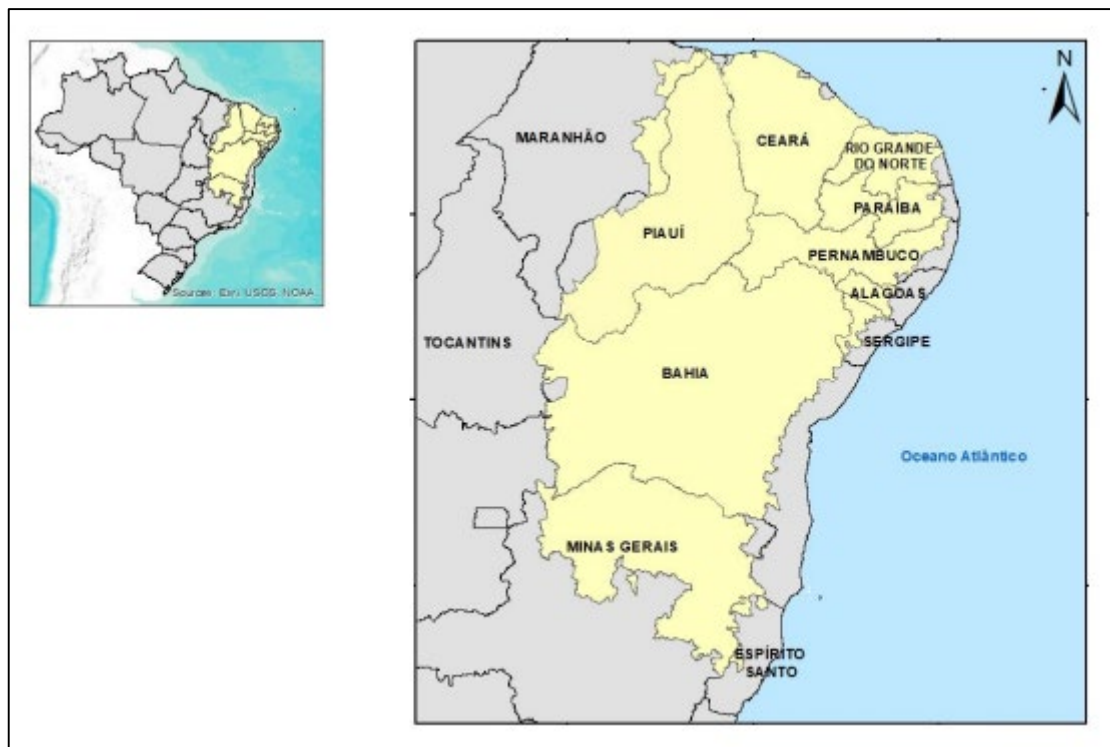 Source: Esri USGS, NOAA
N
MARANHÃO
CEARÁ
RIO GRANDE
DO NORTE
PARAÍBA
PIAUÍ
PERNAMBUCO
ALAGOAS
SERGIPE
TOCANTINS
BAHIA
Oceano Atlântico
MINAS GERAIS
ESPÍRITO
SANTO